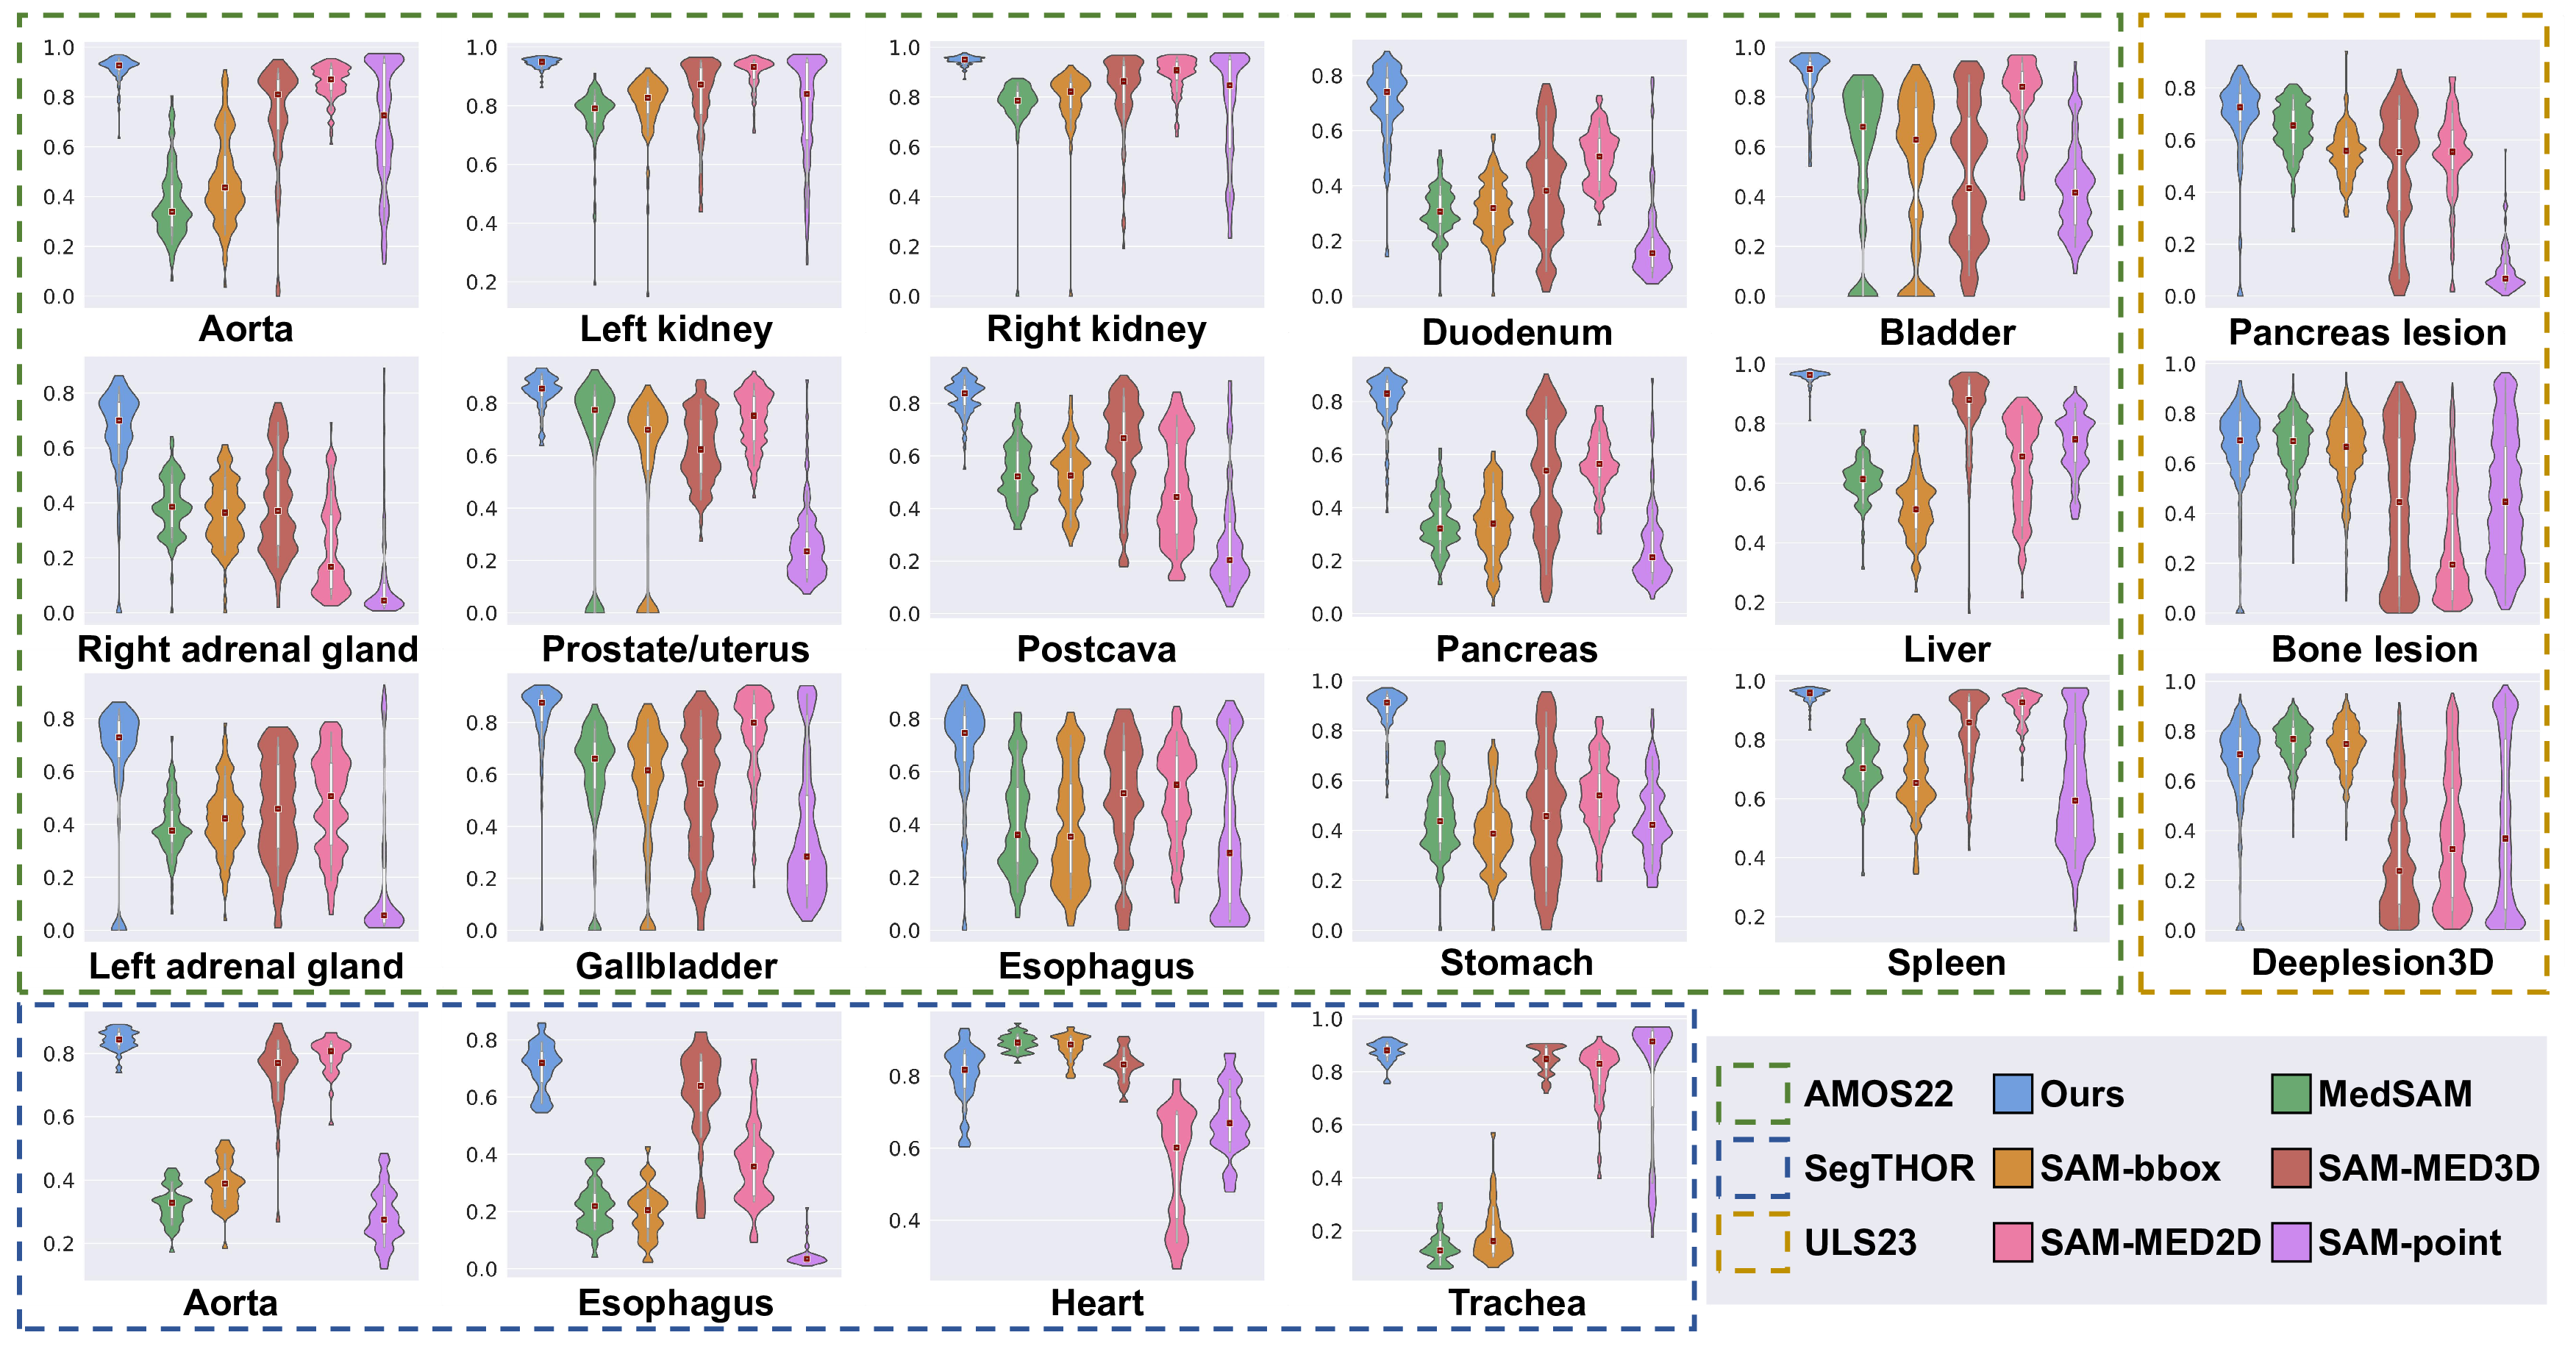 1.0 0.8 0.6 0.4 0.2 0.0
Aorta
1.0 0.8 0.6 0.4 0.2
Left kidney
1.0 0.8 0.6 0.4 0.2 0.0
Right kidney
0.8 0.6 0.4 0.2 0.0
Duodenum
1.0 0.8 0.6 0.4 0.2 0.0
Bladder
0.8 0.6 0.4 0.2 0.0
Pancreas lesion
0.8 0.6 0.4 0.2 0.0
Right adrenal gland
0.8 0.6 0.4 0.2 0.0
Prostate/uterus
0.8 0.6 0.4 0.2 0.0
Postcava
0.8 0.6 0.4 0.2 0.0
Pancreas
1.0 0.8 0.6 0.4 0.2
Liver
1.0 0.8 0.6 0.4 0.2 0.0
Bone lesion
0.8 0.6 0.4 0.2 0.0
Left adrenal gland
0.8 0.6 0.4 0.2 0.0
Gallbladder
0.8 0.6 0.4 0.2 0.0
Esophagus
1.0 0.8 0.6 0.4 0.2 0.0
Stomach
1.0 0.8 0.6 0.4 0.2
Spleen
1.0 0.8 0.6 0.4 0.2 0.0
Deeplesion3D
0.8 0.6 0.4 0.2
Aorta
0.8 0.6 0.4 0.2 0.0
Esophagus
0.8 0.6 0.4
Heart
1.0 0.8 0.6 0.4 0.2
Trachea
AMOS22 Ours MedSAM
SegTHOR SAM-bbox SAM-MED3D
ULS23 SAM-MED2D SAM-point